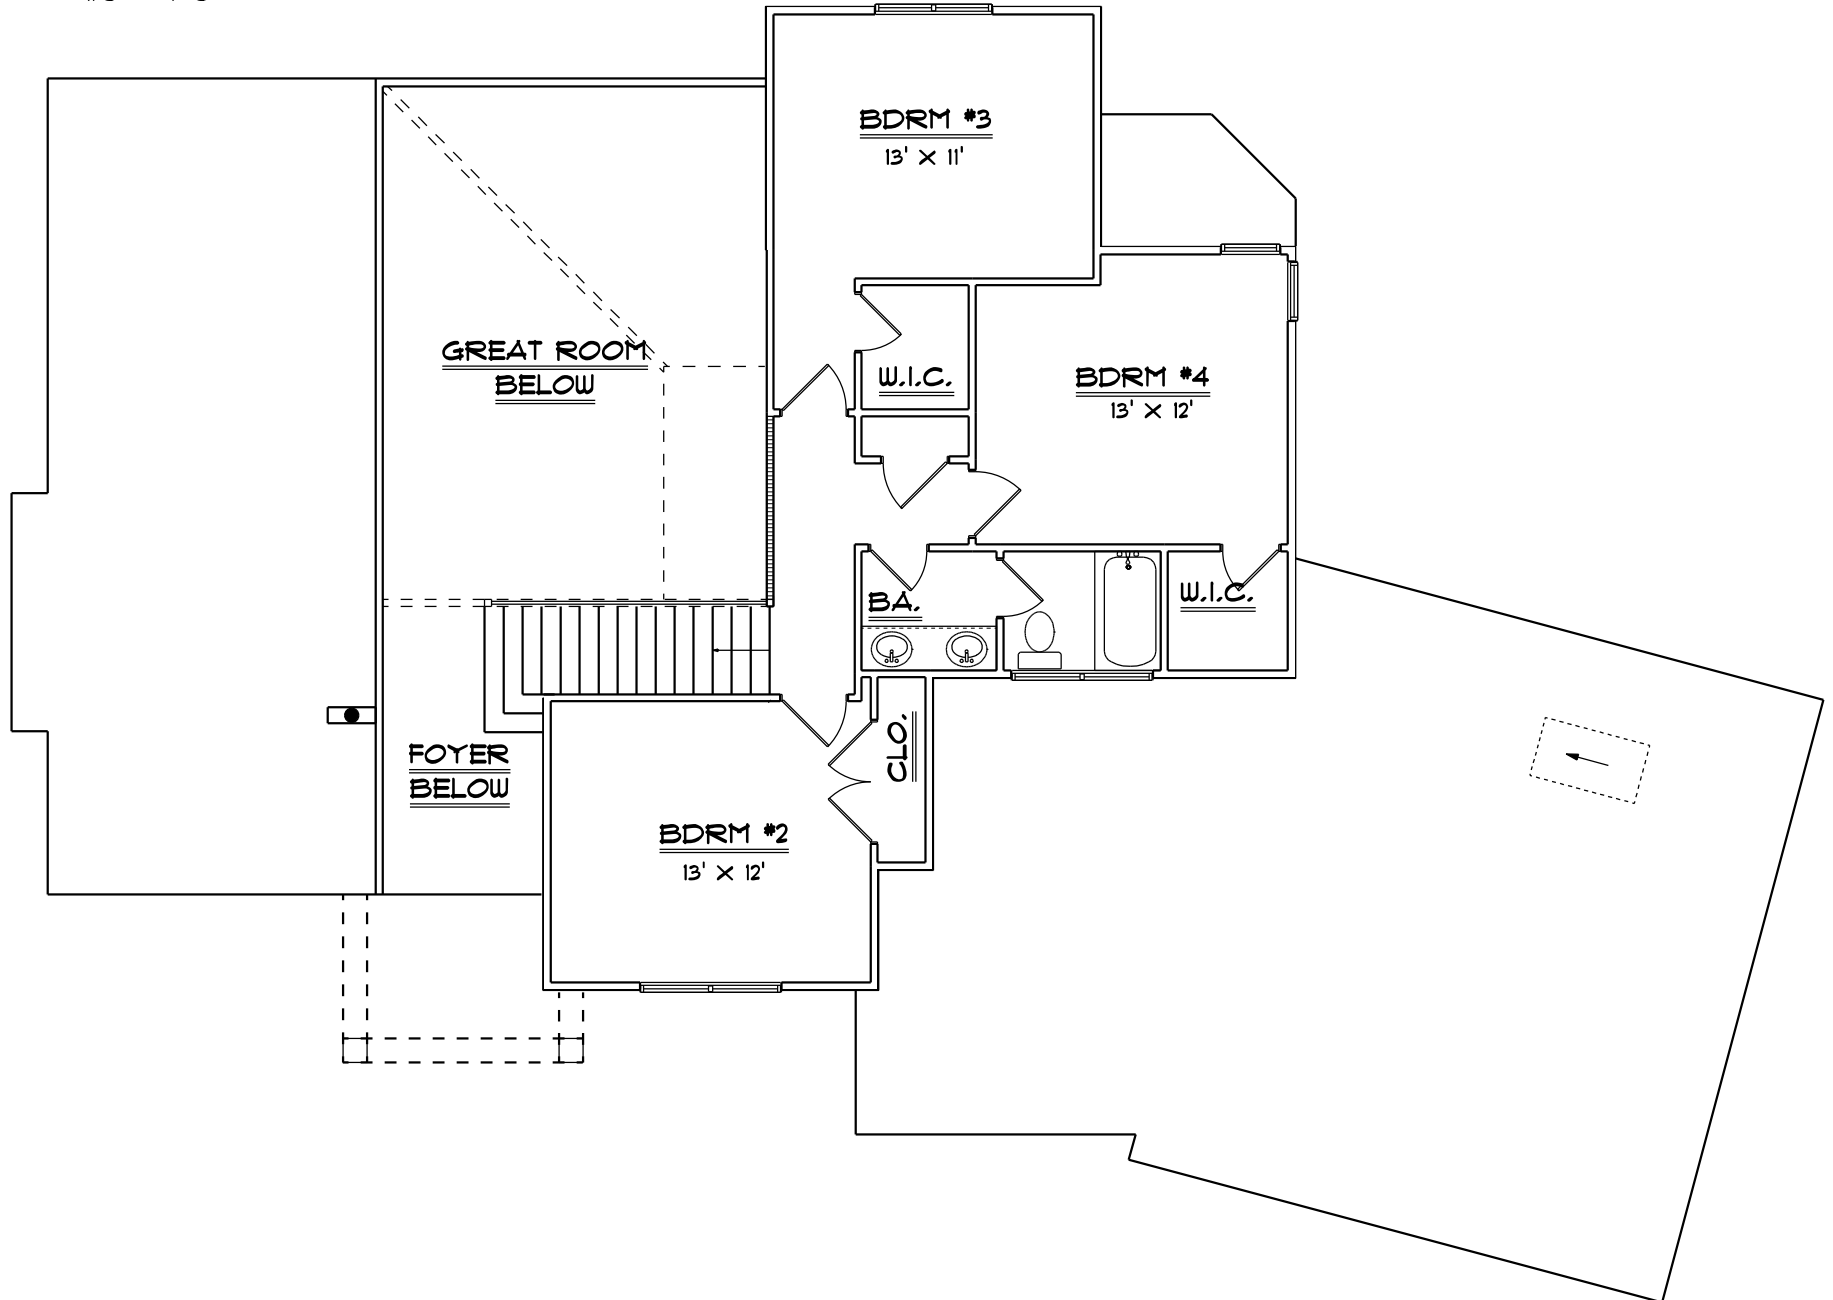 BDRM #3
13' X 11'
GREAT ROOM
BELOW
W.I.C.
BDRM #4
13' X 12'
BA.
W.I.C.
CLO.
FOYER
BELOW
BDRM #2
13' X 12'